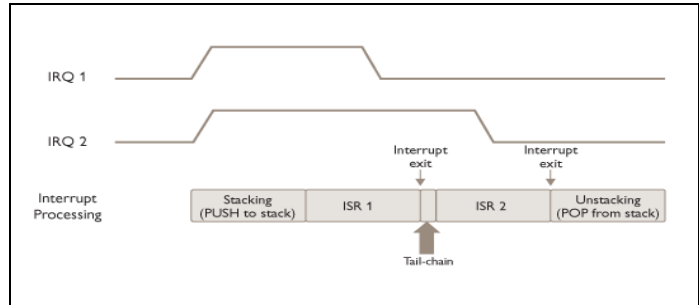 IRQ 1
IRQ 2
Interrupt
exit
Interrupt
exit
Interrupt
Processing
Stacking
(PUSH to stack)
ISR 1
ISR 2
Unstacking
(POP from stack)
Tail-chain